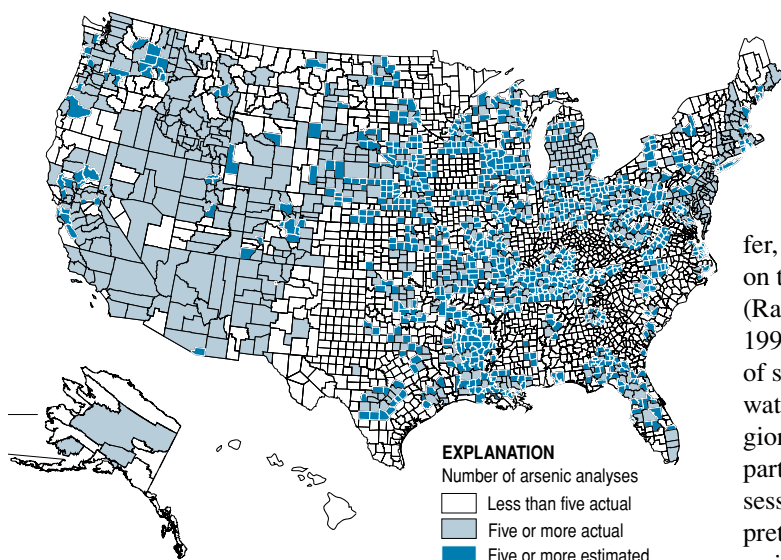 fer,
on t
(Ra
199
of s
wat
gion
part
sess
pret
EXPLANATION
Number of arsenic analyses
Less than five actual
Five or more actual
Five or more estimated